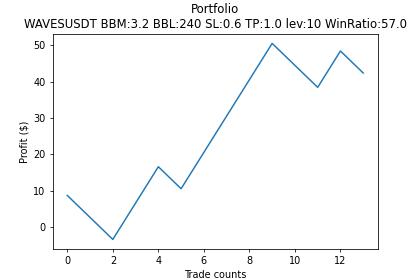 Portfolio
WAVESUSDT BBM:3.2 BBL:240 SL:0.6 TP:1.0 lev:10 WinRatio:57.0
Profit ($)
50
40
30
20
10
0
0 2 4 6 8 10 12
Trade counts